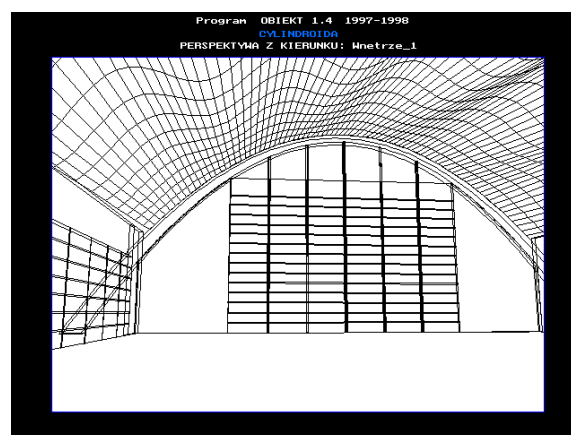 Program OBIEKT 1.4 1997-1998
CYLINDROIDA
PERSPEKTYWA Z KIERUNKU: Wnetrze_1